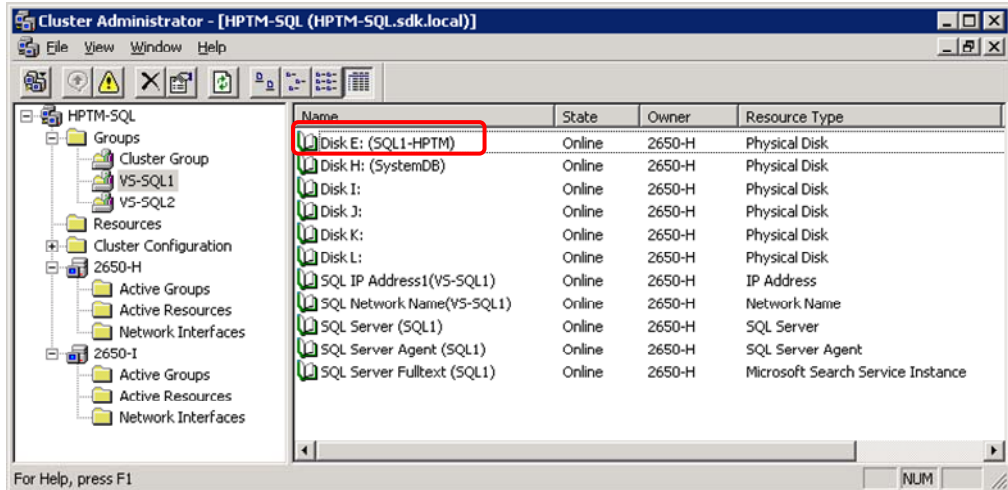 Cluster Administrator - [HPTM-SQL (HPTM-SQL.sdk.local)]
File View Window Help
HPTM-SQL
Groups
Cluster Group
VS-SQL1
VS-SQL2
Resources
Cluster Configuration
2650-H
Active Groups
Active Resources
Network Interfaces
2650-I
Active Groups
Active Resources
Network Interfaces
Name State Owner Resource Type
Disk E: (SQL1-HPTM) Online 2650-H Physical Disk
Disk H: (SystemDB) Online 2650-H Physical Disk
Disk I: Online 2650-H Physical Disk
Disk J: Online 2650-H Physical Disk
Disk K: Online 2650-H Physical Disk
Disk L: Online 2650-H Physical Disk
SQL IP Address1(VS-SQL1) Online 2650-H IP Address
SQL Network Name(VS-SQL1) Online 2650-H Network Name
SQL Server (SQL1) Online 2650-H SQL Server
SQL Server Agent (SQL1) Online 2650-H SQL Server Agent
SQL Server Fulltext (SQL1) Online 2650-H Microsoft Search Service Instance
For Help, press F1 NUM